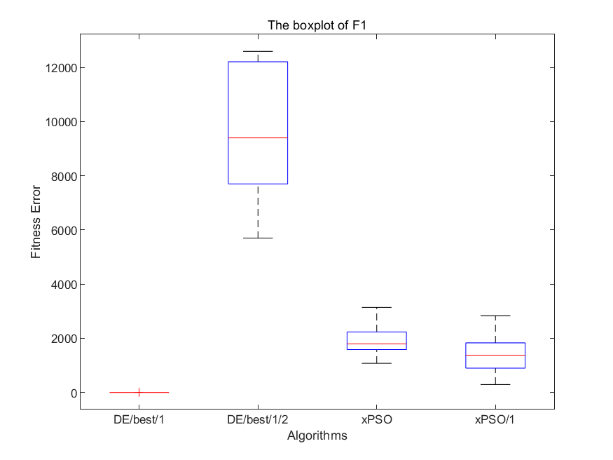 The boxplot of F1
12000
10000
8000
6000
4000
2000
0
Fitness Error
DE/best/1
DE/best/1/2
xPSO
xPSO/1
Algorithms